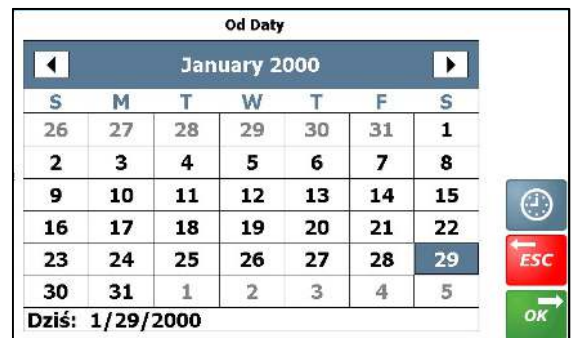 Od Daty
January 2000
S M T W T F S
26 27 28 29 30 31 1
2 3 4 5 6 7 8
9 10 11 12 13 14 15
16 17 18 19 20 21 22
23 24 25 26 27 28 29
30 31 1 2 3 4 5
Dziś: 1/29/2000
ESC
OK